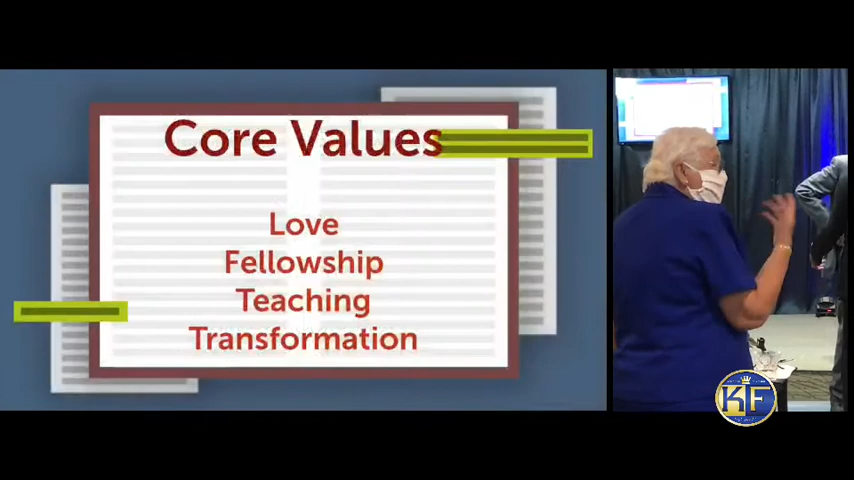 Core Values
Love
Fellowship
Teaching
Transformation
KF